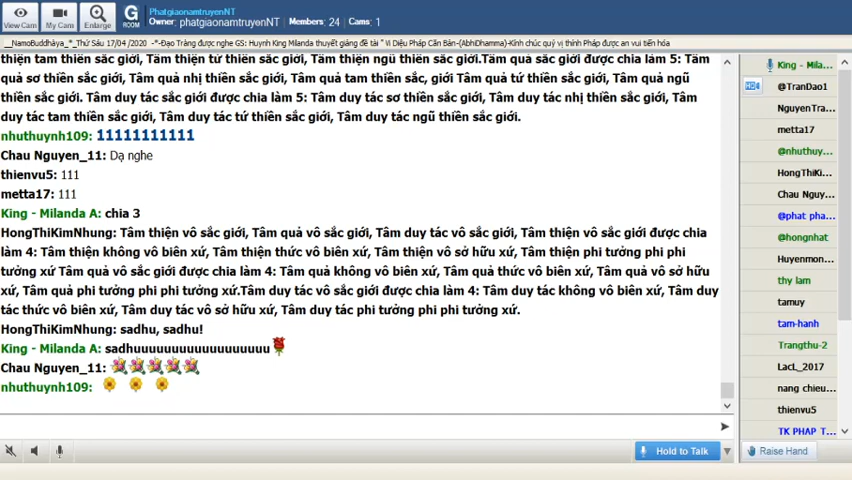 View Cam
My Cam
Enlarge
G
ROOM
PhatgiaonamtruyenNT
Owner: phatgiaonamtruyenNT | Members: 24 | Cams: 1
__NamoBuddhàya_*_Thứ Sáu 17/04 /2020 -*-Đạo Tràng được nghe GS: Huynh King Milanda thuyết giảng đề tài " Vi Diệu Pháp Căn Bản-(AbhiDhamma)-Kính chúc quý vị thính Pháp được an vui tiến hóa
thiện tam thiền sắc giới, Tâm thiện tứ thiền sắc giới, Tâm thiện ngũ thiền sắc giới.Tâm quả sắc giới được chia làm 5: Tâm
quả sơ thiền sắc giới, Tâm quả nhị thiền sắc giới, Tâm quả tam thiền sắc, giới Tâm quả tứ thiền sắc giới, Tâm quả ngũ
thiền sắc giới. Tâm duy tác sắc giới được chia làm 5: Tâm duy tác sơ thiền sắc giới, Tâm duy tác nhị thiền sắc giới, Tâm
duy tác tam thiền sắc giới, Tâm duy tác tứ thiền sắc giới, Tâm duy tác ngũ thiền sắc giới.
nhuthuynh109: 11111111111
Chau Nguyen_11: Dạ nghe
thienvu5: 111
metta17: 111
King - Milanda A: chia 3
HongThiKimNhung: Tâm thiện vô sắc giới, Tâm quả vô sắc giới, Tâm duy tác vô sắc giới, Tâm thiện vô sắc giới được chia
làm 4: Tâm thiện không vô biên xứ, Tâm thiện thức vô biên xứ, Tâm thiện vô sở hữu xứ, Tâm thiện phi tưởng phi phi
tưởng xứ Tâm quả vô sắc giới được chia làm 4: Tâm quả không vô biên xứ, Tâm quả thức vô biên xứ, Tâm quả vô sở hữu
xứ, Tâm quả phi tưởng phi phi tưởng xứ.Tâm duy tác vô sắc giới được chia làm 4: Tâm duy tác không vô biên xứ, Tâm duy
tác thức vô biên xứ, Tâm duy tác vô sở hữu xứ, Tâm duy tác phi tưởng phi phi tưởng xứ.
HongThiKimNhung: sadhu, sadhu!
King - Milanda A: sadhuuuuuuuuuuuuuuuuuu
Chau Nguyen_11:
nhuthuynh109:
King - Mila...
@TranDao1
NguyenTra...
metta17
@nhuthuy...
HongThiKi...
Chau Nguy...
@phat pha...
@hongnhat
Huyenmon...
thy lam
tamuy
tam-hanh
Trangthu-2
LacL_2017
nang chieu...
thienvu5
TK PHAP T...
Hold to Talk
Raise Hand